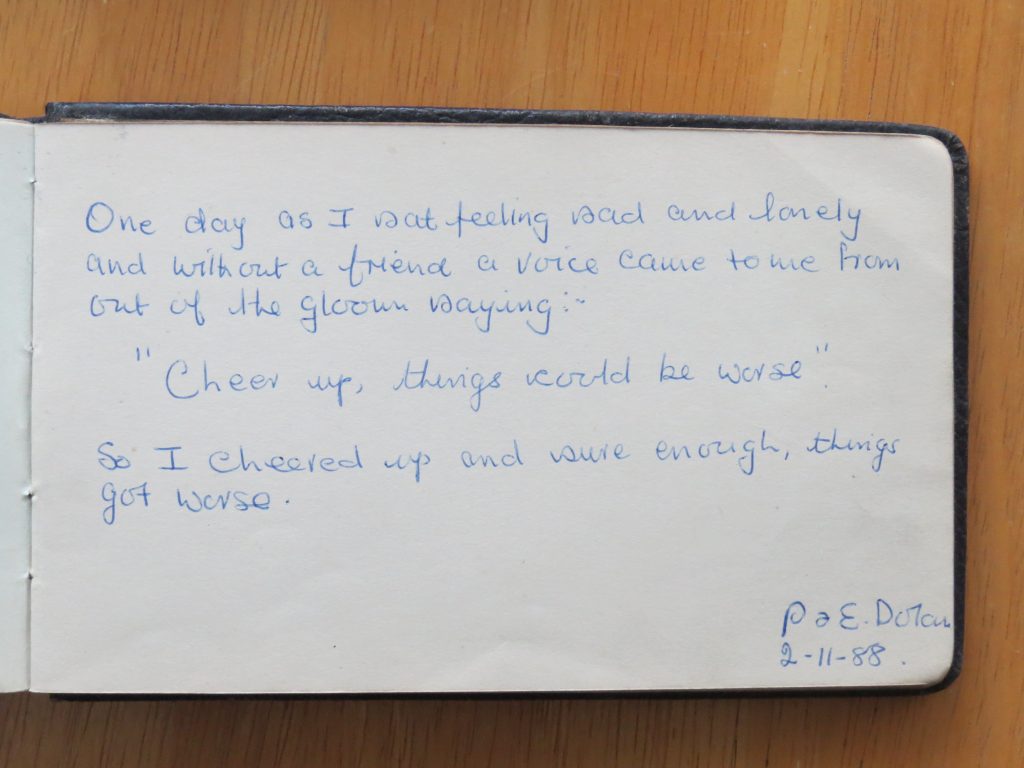 One day as I sat feeling sad and lonely
and without a friend a voice came to me from
out of the gloom saying:-
"Cheer up, things could be worse".
So I cheered up and sure enough, things
got worse.
P & E. Dolan
2-11-88.